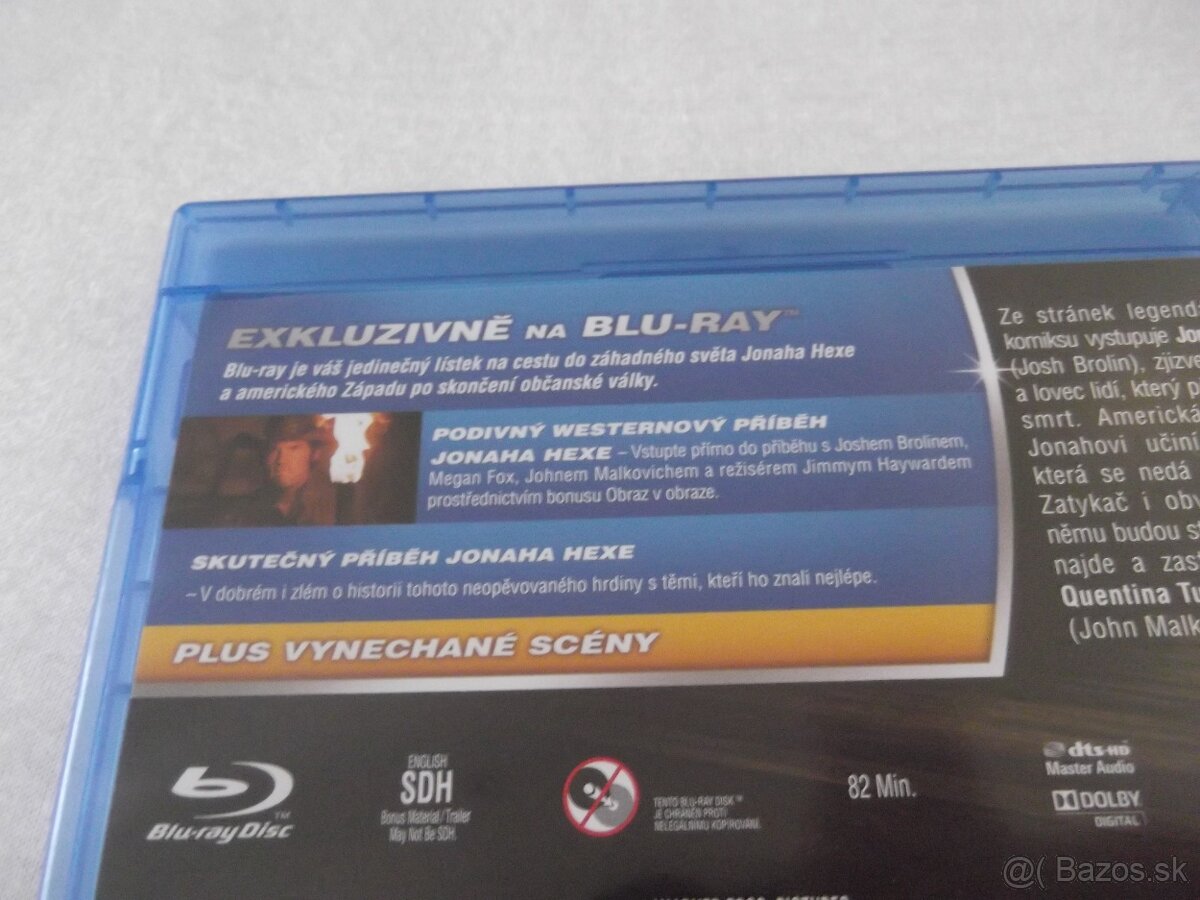 EXKLUZIVNĚ NA BLU-RAY™
Blu-ray je váš jedinečný lístek na cestu do záhadného světa Jonaha Hexe
a amerického Západu po skončení občanské války.
PODIVNÝ WESTERNOVÝ PŘÍBĚH
JONAHA HEXE – Vstupte přímo do příběhu s Joshem Brolinem,
Megan Fox, Johnem Malkovichem a režisérem Jimmym Haywardem
prostřednictvím bonusu Obraz v obraze.
SKUTEČNÝ PŘÍBĚH JONAHA HEXE
– V dobrém i zlém o historii tohoto neopěvovaného hrdiny s těmi, kteří ho znali nejlépe.
PLUS VYNECHANÉ SCÉNY
Ze stránek legend
komiksu vystupuje Jo
(Josh Brolin), zjizve
a lovec lidí, který p
smrt. Americká
Jonahovi učin
která se nedá
Zatykač i obv
němu budou s
najde a zas
Quentina Tu
(John Malk
Blu-ray Disc™
ENGLISH
SDH
Bonus Material/Trailer
May Not Be SDH.
TENTO BLU-RAY DISK™
JE CHRÁNĚN PROTI
NELEGÁLNÍMU KOPÍROVÁNÍ.
82 Min.
dts-HD
Master Audio
DOLBY
DIGITAL
@( Bazos.sk